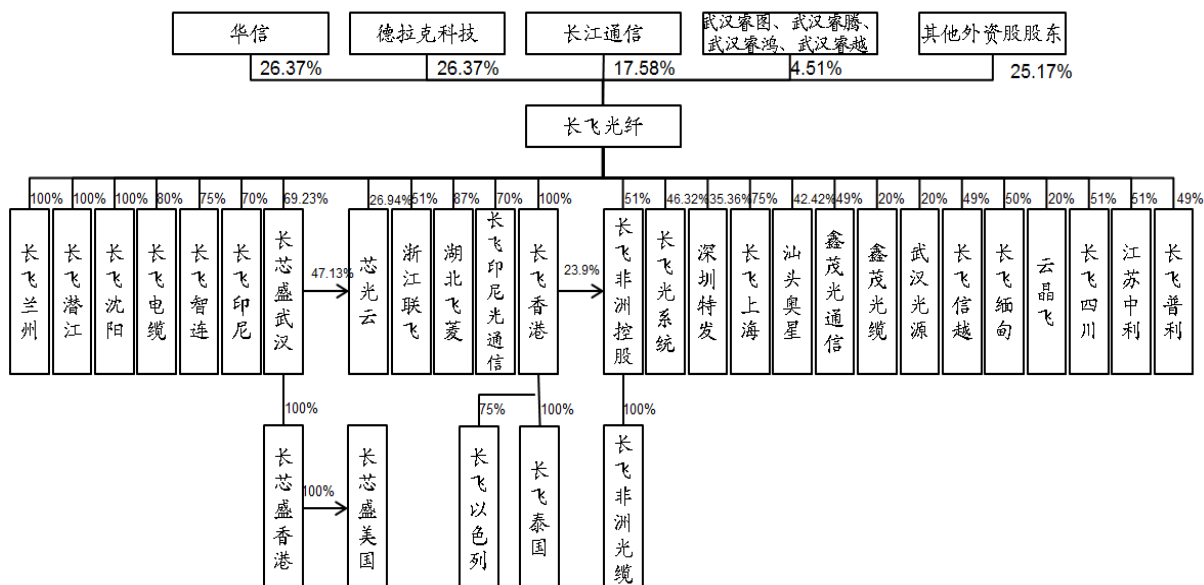 华信
德拉克科技
长江通信
武汉睿图、武汉睿腾、
武汉睿鸿、武汉睿越
其他外资股股东
26.37%
26.37%
17.58%
4.51%
25.17%
长飞光纤
100%
100%
100%
80%
75%
70%
69.23%
26.94%
51%
87%
70%
100%
51%
46.32%
35.36%
75%
42.42%
49%
20%
20%
49%
50%
20%
51%
51%
49%
长飞兰州
长飞潜江
长飞沈阳
长飞电缆
长飞智连
长飞印尼
长芯盛武汉
47.13%
芯光云
浙江联飞
湖北飞菱
长飞印尼光通信
长飞香港
23.9%
长飞非洲控股
长飞光系统
深圳特发
长飞上海
汕头奥星
鑫茂光通信
鑫茂光缆
武汉光源
长飞信越
长飞缅甸
云晶飞
长飞四川
江苏中利
长飞普利
100%
75%
100%
100%
长芯盛香港
100%
长芯盛美国
长飞以色列
长飞泰国
长飞非洲光缆